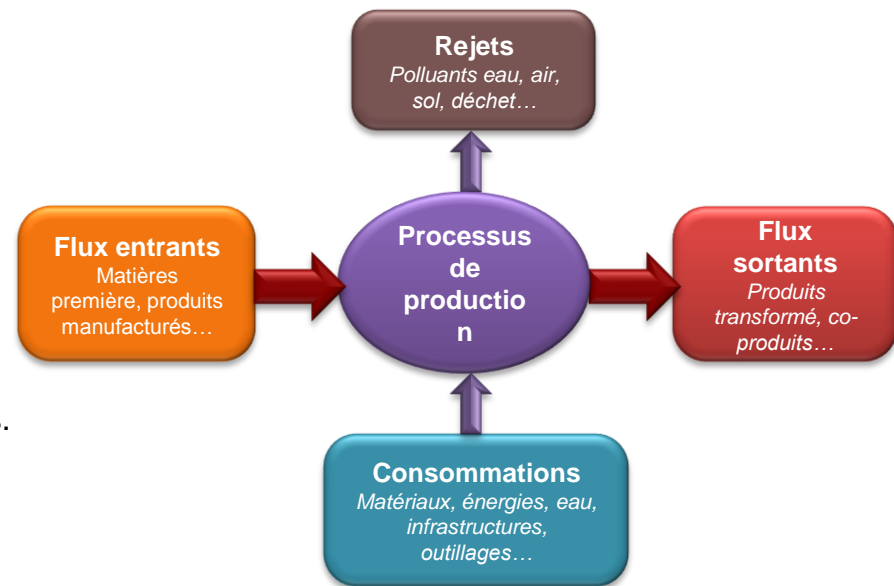 Rejets
Polluants eau, air,
sol, déchet…
Flux entrants
Matières
première, produits
manufacturés…
Processus
de
productio
n
Flux
sortants
Produits
transformé, co-
produits…
Consommations
Matériaux, énergies, eau,
infrastructures,
outillages…